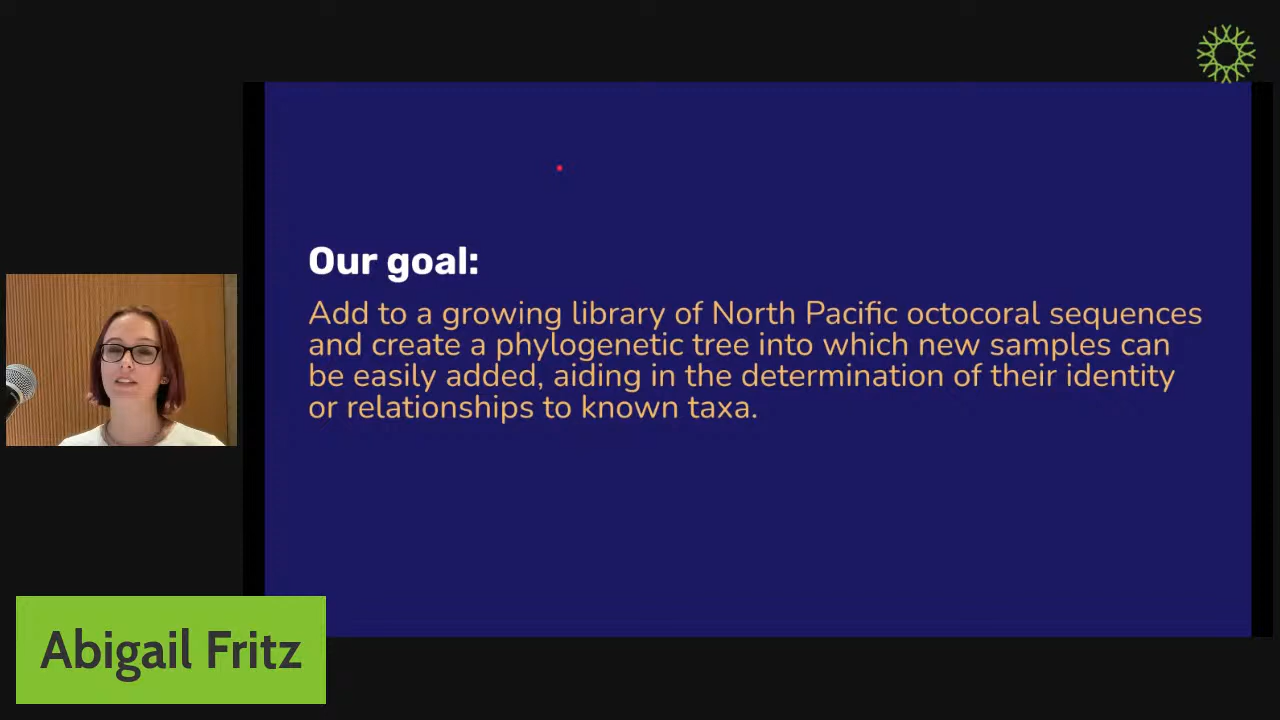 Our goal:
Add to a growing library of North Pacific octocoral sequences
and create a phylogenetic tree into which new samples can
be easily added, aiding in the determination of their identity
or relationships to known taxa.
Abigail Fritz